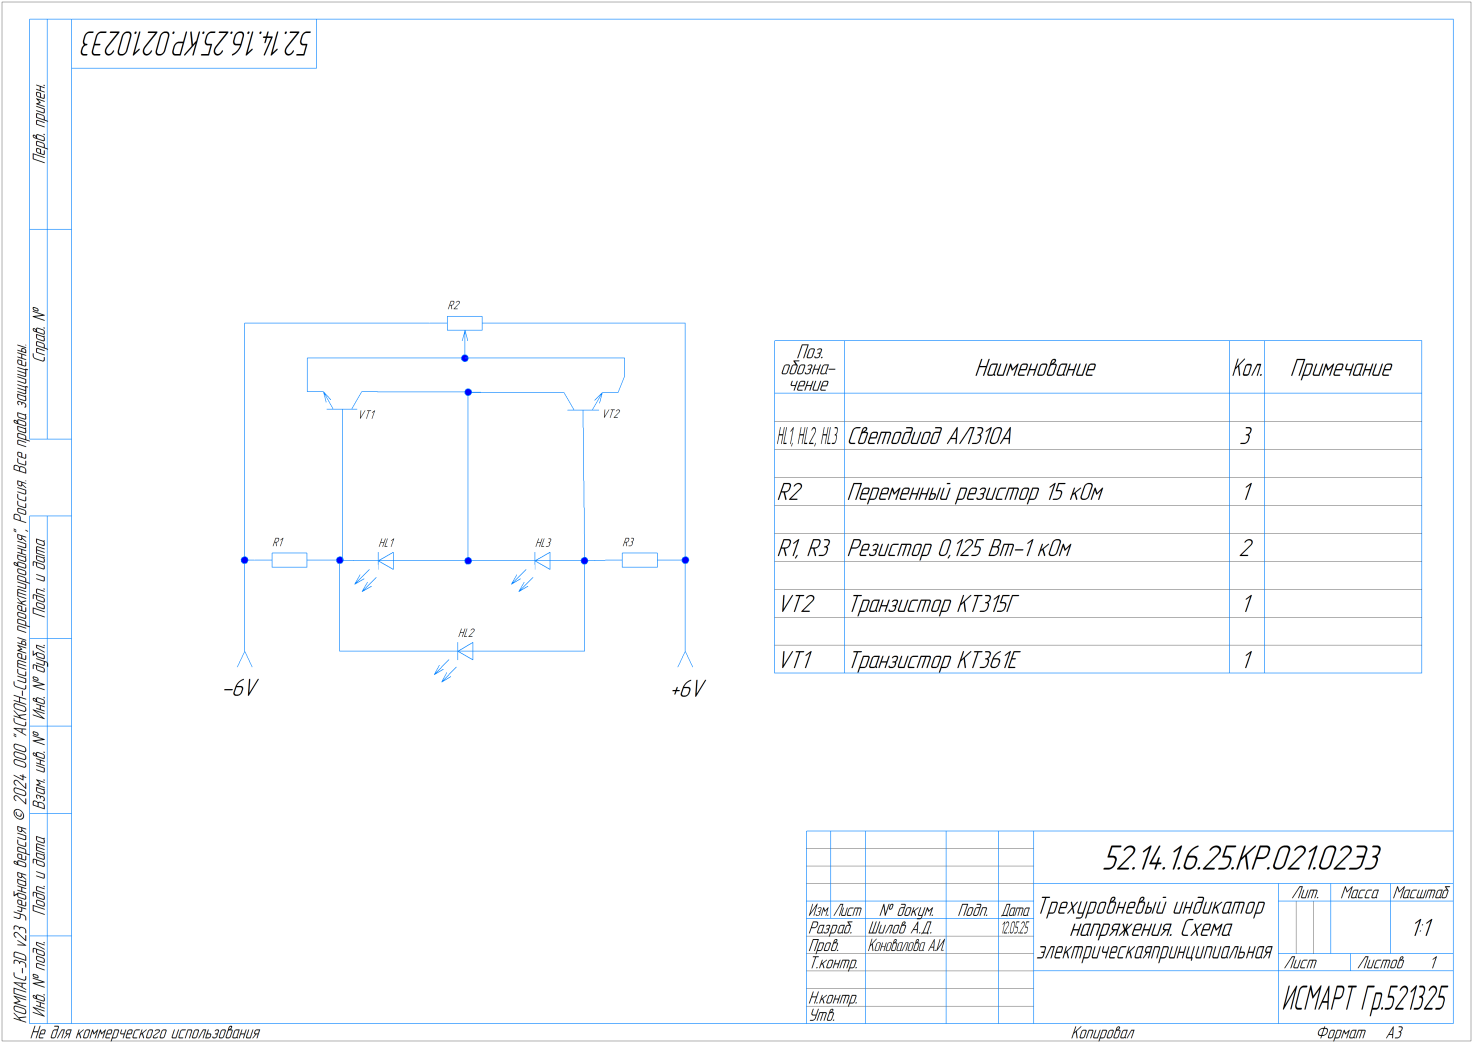 52.14.1.6.25.КР.021.02ЭЗ
Перв. примен.
Справ. №
Подп. и дата
Инв. № дубл.
Взам. инв. №
Подп. и дата
Инв. № подл.
КОМПАС-3D v23 Учебная версия © 2024 ООО "АСКОН-Системы проектирования", Россия. Все права защищены.
R2
VT1
VT2
R1
HL1
HL3
R3
HL2
-6V
+6V
Поз. обозна-чение Наименование Кол. Примечание
HL1, HL2, HL3 Светодиод АЛ310А 3
R2 Переменный резистор 15 кОм 1
R1, R3 Резистор 0,125 Вт-1 кОм 2
VT2 Транзистор КТ315Г 1
VT1 Транзистор КТ361Е 1
52.14.1.6.25.КР.021.02ЭЗ
Изм. Лист № докум. Подп. Дата
Разраб. Шилов А.Д. 12.05.25
Пров. Коновалова А.И.
Т.контр.
Н.контр.
Утв.
Трехуровневый индикатор
напряжения. Схема
электрическаяпринципиальная
Лит. Масса Масштаб
1:1
Лист Листов 1
ИСМАРТ Гр.521325
Не для коммерческого использования
Копировал
Формат А3